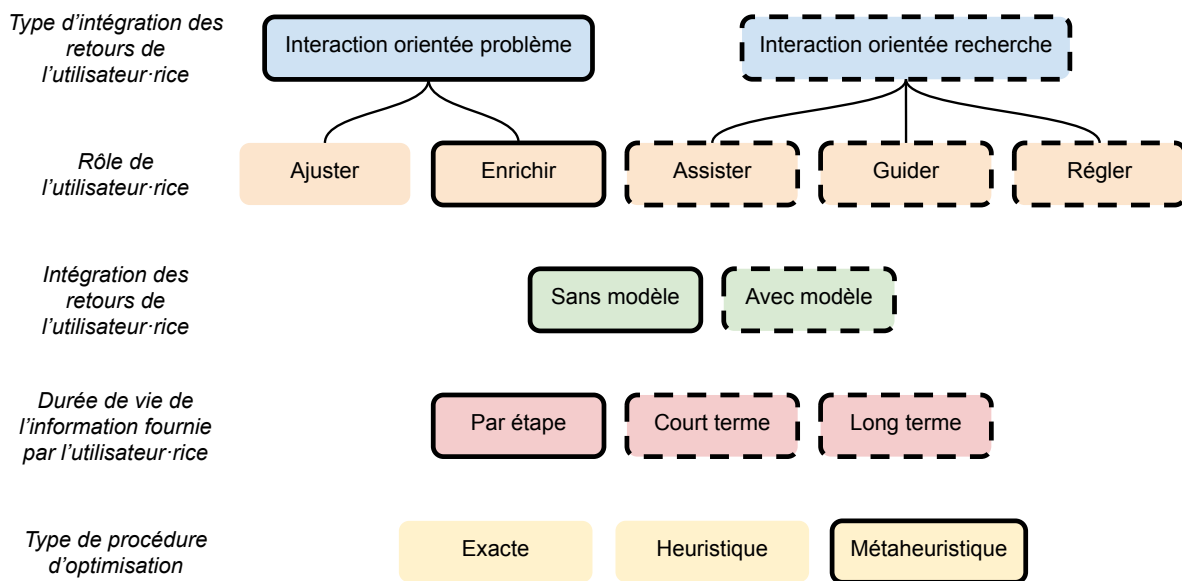 Type d'intégration des
retours de
l'utilisateur·rice
Interaction orientée problème
Interaction orientée recherche
Rôle de
l'utilisateur·rice
Ajuster
Enrichir
Assister
Guider
Régler
Intégration des
retours de
l'utilisateur·rice
Sans modèle
Avec modèle
Durée de vie de
l'information fournie
par l'utilisateur·rice
Par étape
Court terme
Long terme
Type de procédure
d'optimisation
Exacte
Heuristique
Métaheuristique